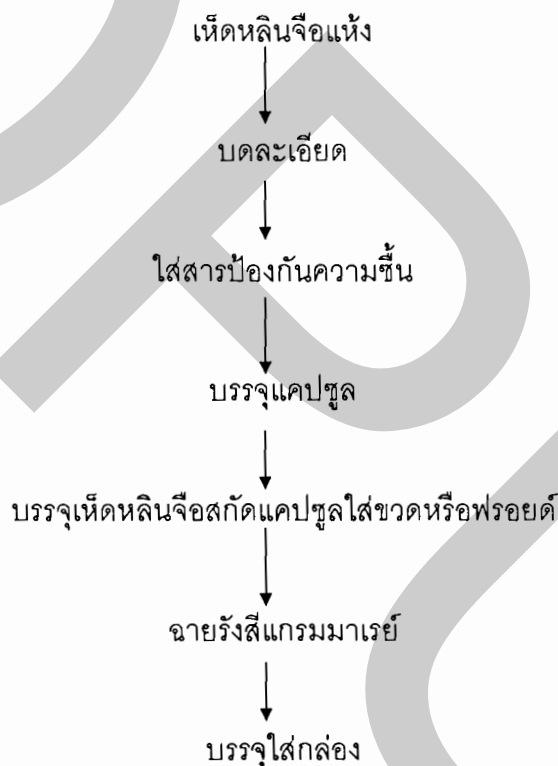 เห็ดหลินจือแห้ง
บดละเอียด
ใส่สารป้องกันความชื้น
บรรจุแคปซูล
บรรจุเห็ดหลินจือสกัดแคปซูลใส่ขวดหรือฟรอยด์
ฉายรังสีแกรมมาเรย์
บรรจุใส่กล่อง